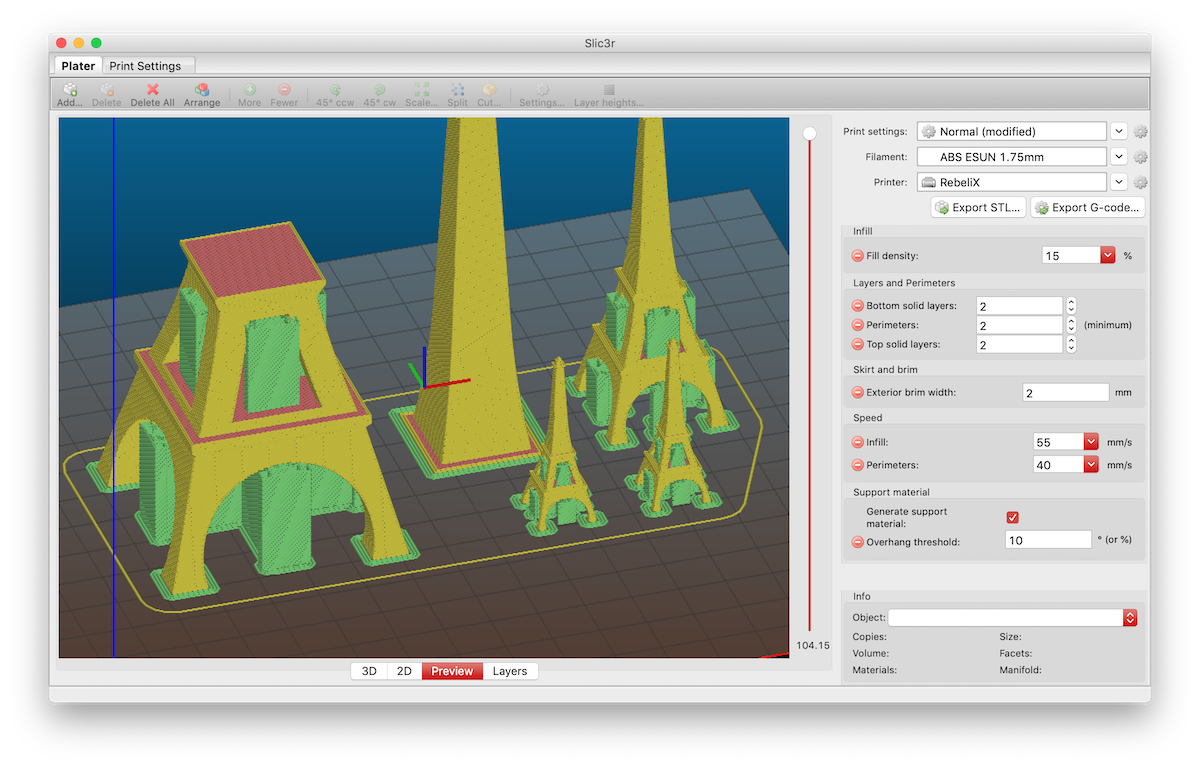 Slic3r
Plater Print Settings
Add... Delete Delete All Arrange More Fewer 45° ccw 45° cw Scale... Split Cut... Settings... Layer heights...
Print settings: Normal (modified)
Filament: ABS ESUN 1.75mm
Printer: RebeliX
Export STL... Export G-code...
Infill
Fill density: 15 %
Layers and Perimeters
Bottom solid layers: 2
Perimeters: 2 (minimum)
Top solid layers: 2
Skirt and brim
Exterior brim width: 2 mm
Speed
Infill: 55 mm/s
Perimeters: 40 mm/s
Support material
Generate support
material:
Overhang threshold: 10 ° (or %)
Info
Object:
Copies: Size:
Volume: Facets:
Materials: Manifold:
104.15
3D 2D Preview Layers